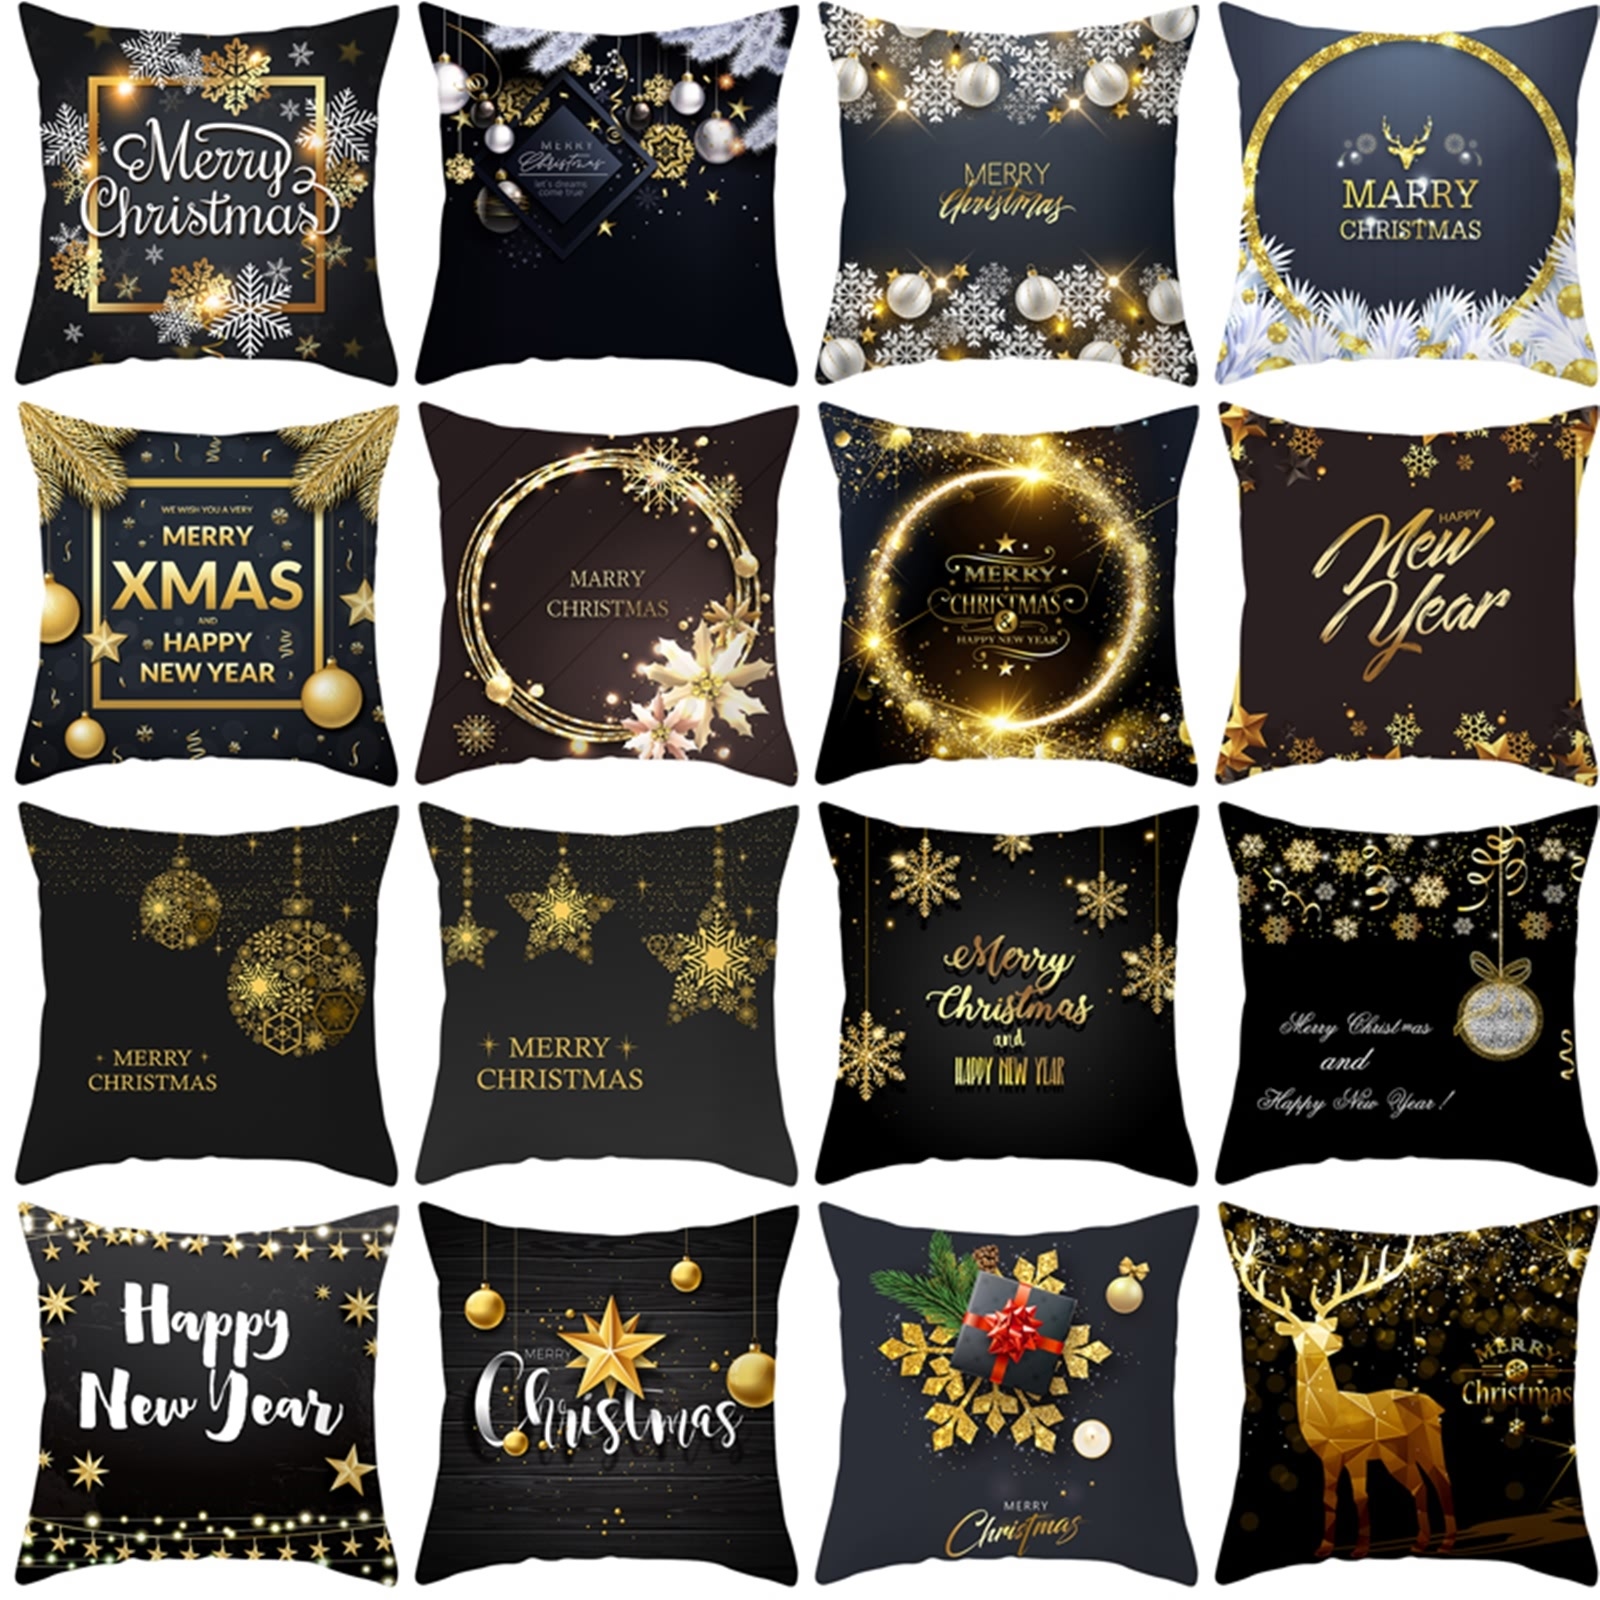 Merry
Christmas
MERRY
Christmas
let's dreams
come true
MERRY
Christmas
MARRY
CHRISTMAS
WE WISH YOU A VERY
MERRY
XMAS
AND
HAPPY
NEW YEAR
MARRY
CHRISTMAS
MERRY
CHRISTMAS
&
HAPPY NEW YEAR
HAPPY
New
Year
MERRY
CHRISTMAS
MERRY
CHRISTMAS
Merry
Christmas
and
HAPPY NEW YEAR
Merry Christmas
and
Happy New Year!
Happy
New Year
MERRY
Christmas
MERRY
Christmas
MERRY
Christmas